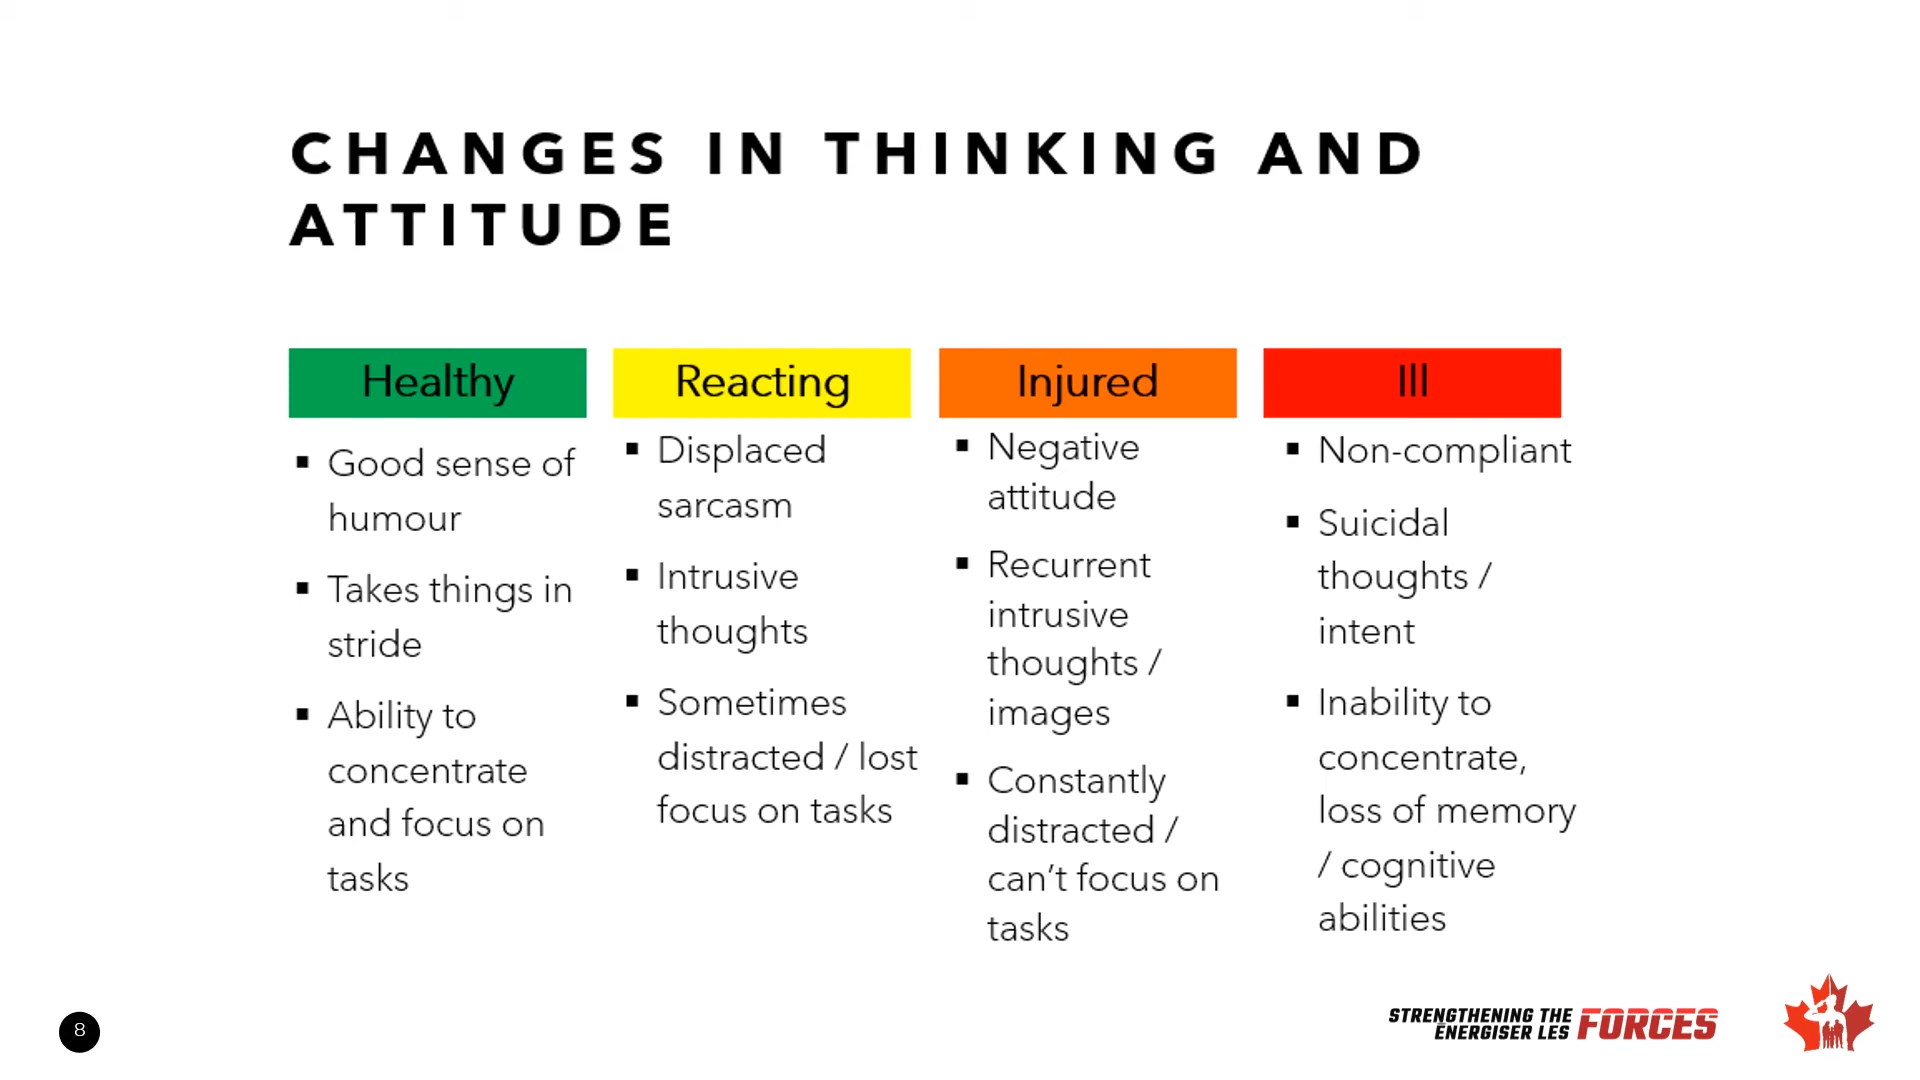 CHANGES IN THINKING AND
ATTITUDE
Healthy
▪ Good sense of
humour
▪ Takes things in
stride
▪ Ability to
concentrate
and focus on
tasks
Reacting
▪ Displaced
sarcasm
▪ Intrusive
thoughts
▪ Sometimes
distracted / lost
focus on tasks
Injured
▪ Negative
attitude
▪ Recurrent
intrusive
thoughts /
images
▪ Constantly
distracted /
can't focus on
tasks
Ill
▪ Non-compliant
▪ Suicidal
thoughts /
intent
▪ Inability to
concentrate,
loss of memory
/ cognitive
abilities
8
STRENGTHENING THE
ÉNERGISER LES FORCES